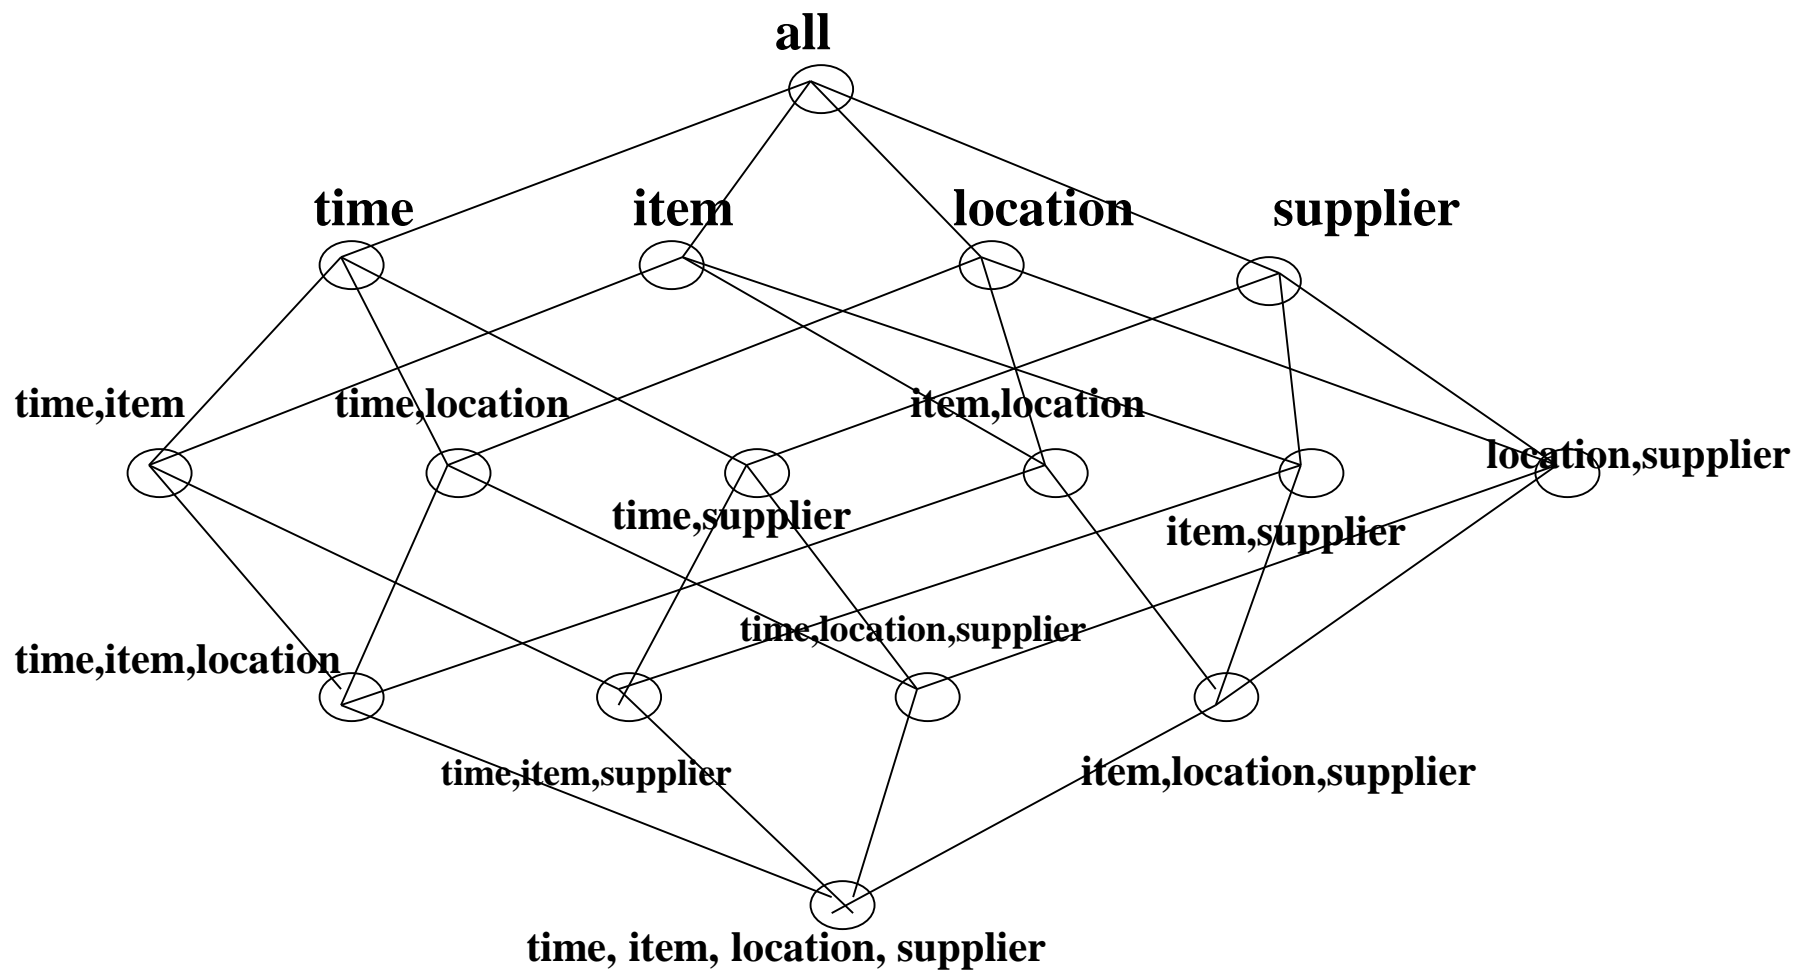 all
time
item
location
supplier
time,item
time,location
item,location
location,supplier
time,supplier
item,supplier
time,location,supplier
time,item,location
time,item,supplier
item,location,supplier
time, item, location, supplier